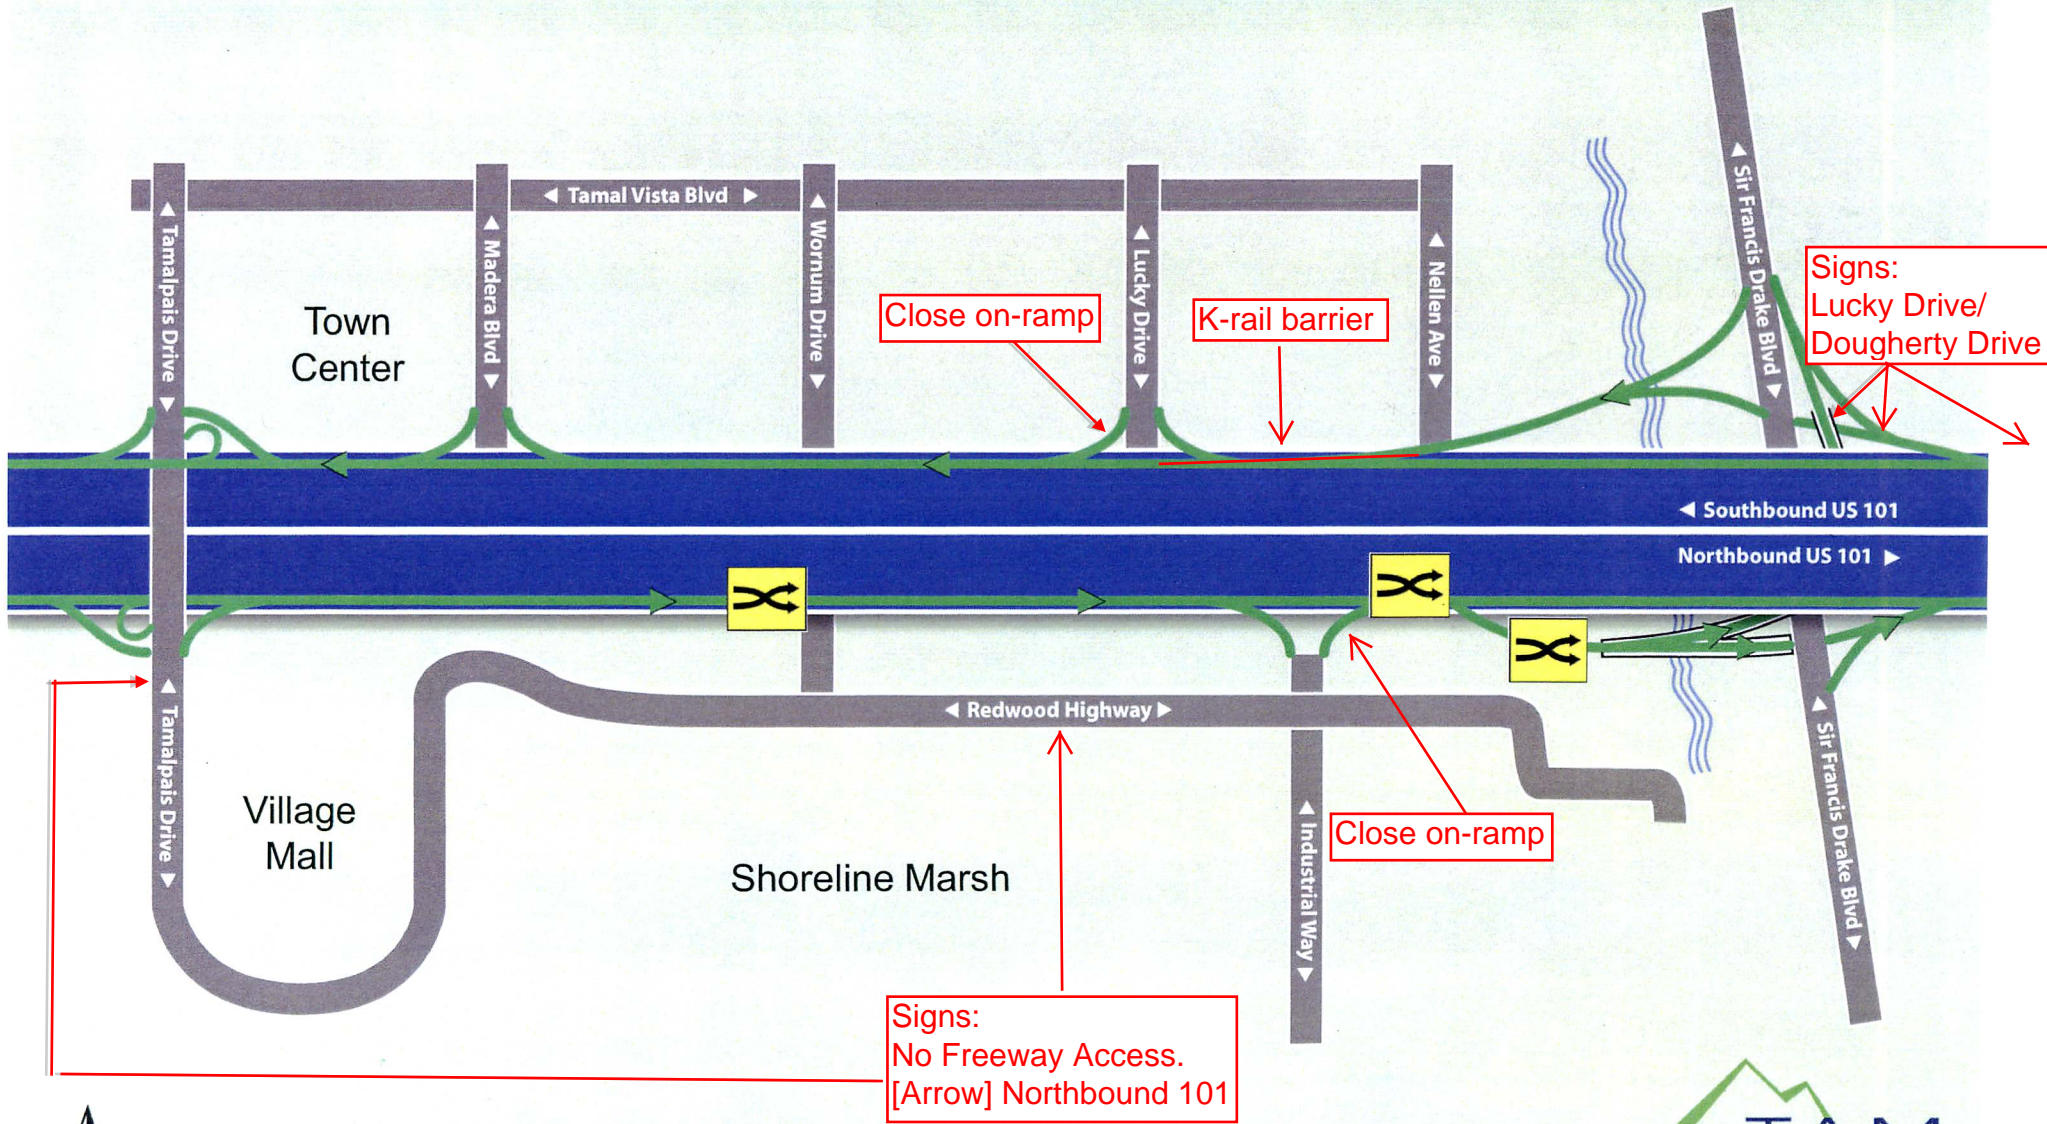 Sir Francis Drake Blvd
Tamal Vista Blvd
Tamalpais Drive
Madera Blvd
Wornum Drive
Lucky Drive
Nellen Ave
Signs:
Lucky Drive/
Dougherty Drive
Town
Center
Close on-ramp
K-rail barrier
Southbound US 101
Northbound US 101
Redwood Highway
Tamalpais Drive
Village
Mall
Shoreline Marsh
Industrial Way
Close on-ramp
Sir Francis Drake Blvd
Signs:
No Freeway Access.
[Arrow] Northbound 101
TAM